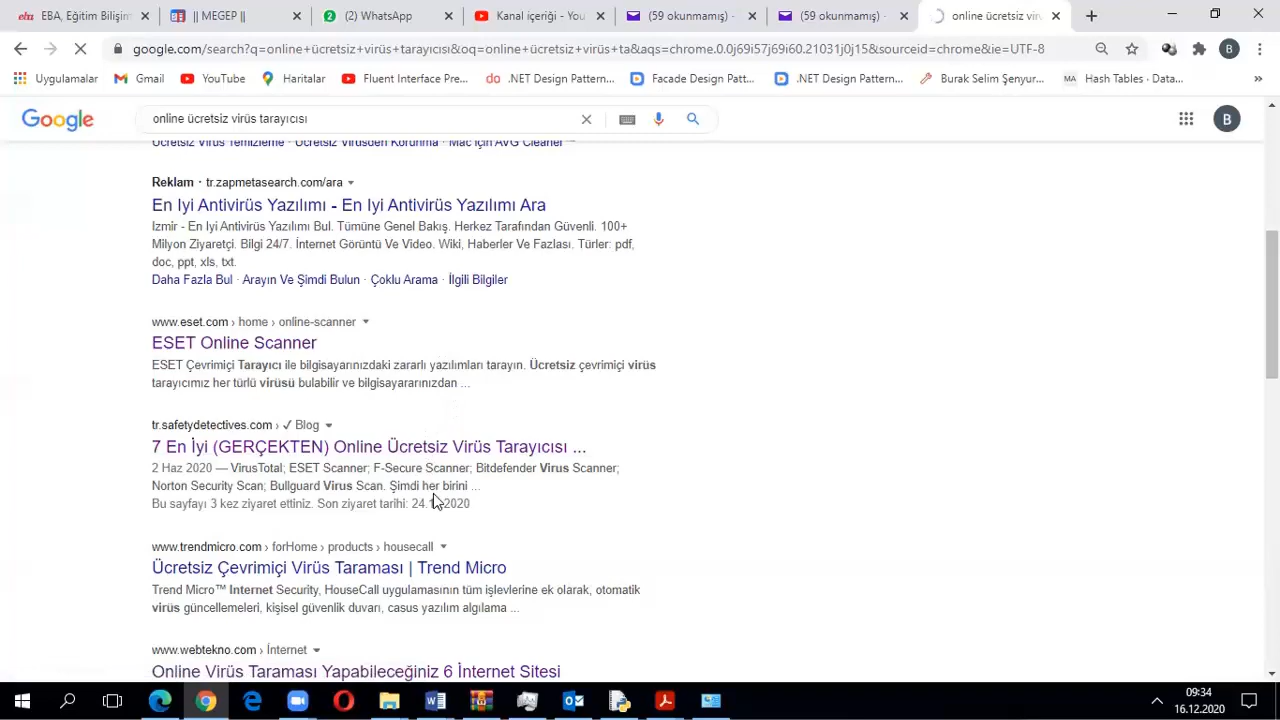 ebl EBA, Eğitim Bilişim
|| MEGEP ||
(2) WhatsApp
Kanal içeriği - You
(59 okunmamış) -
(59 okunmamış) -
online ücretsiz vir
google.com/search?q=online+ücretsiz+virüs+tarayıcısı&oq=online+ücretsiz+virüs+ta&aqs=chrome.0.0j69i57j69i60.21031j0j15&sourceid=chrome&ie=UTF-8
B
Uygulamalar
Gmail
YouTube
Haritalar
Fluent Interface Pre...
do .NET Design Pattern...
Facade Design Patt...
.NET Design Pattern...
Burak Selim Şenyur...
MA Hash Tables - Data...
»
Google
online ücretsiz virüs tarayıcısı
B
Ücretsiz Virüs Temizleme · Ücretsiz Virüsden Korunma · Mac İçin AVG Cleaner
Reklam · tr.zapmetasearch.com/ara
En Iyi Antivirüs Yazılımı - En Iyi Antivirüs Yazılımı Ara
Izmir - En Iyi Antivirüs Yazılımı Bul. Tümüne Genel Bakış. Herkez Tarafından Güvenli. 100+
Milyon Ziyaretçi. Bilgi 24/7. İnternet Görüntü Ve Video. Wiki, Haberler Ve Fazlası. Türler: pdf,
doc, ppt, xls, txt.
Daha Fazla Bul · Arayın Ve Şimdi Bulun · Çoklu Arama · İlgili Bilgiler
www.eset.com › home › online-scanner
ESET Online Scanner
ESET Çevrimiçi Tarayıcı ile bilgisayarınızdaki zararlı yazılımları tarayın. Ücretsiz çevrimiçi virüs
tarayıcımız her türlü virüsü bulabilir ve bilgisayararınızdan ...
tr.safetydetectives.com › ✓ Blog
7 En İyi (GERÇEKTEN) Online Ücretsiz Virüs Tarayıcısı ...
2 Haz 2020 — VirusTotal; ESET Scanner; F-Secure Scanner; Bitdefender Virus Scanner;
Norton Security Scan; Bullguard Virus Scan. Şimdi her birini ...
Bu sayfayı 3 kez ziyaret ettiniz. Son ziyaret tarihi: 24.1 2020
www.trendmicro.com › forHome › products › housecall
Ücretsiz Çevrimiçi Virüs Taraması | Trend Micro
Trend Micro™ Internet Security, HouseCall uygulamasının tüm işlevlerine ek olarak, otomatik
virüs güncellemeleri, kişisel güvenlik duvarı, casus yazılım algılama ...
www.webtekno.com › İnternet
Online Virüs Taraması Yapabileceğiniz 6 İnternet Sitesi
09:34
16.12.2020